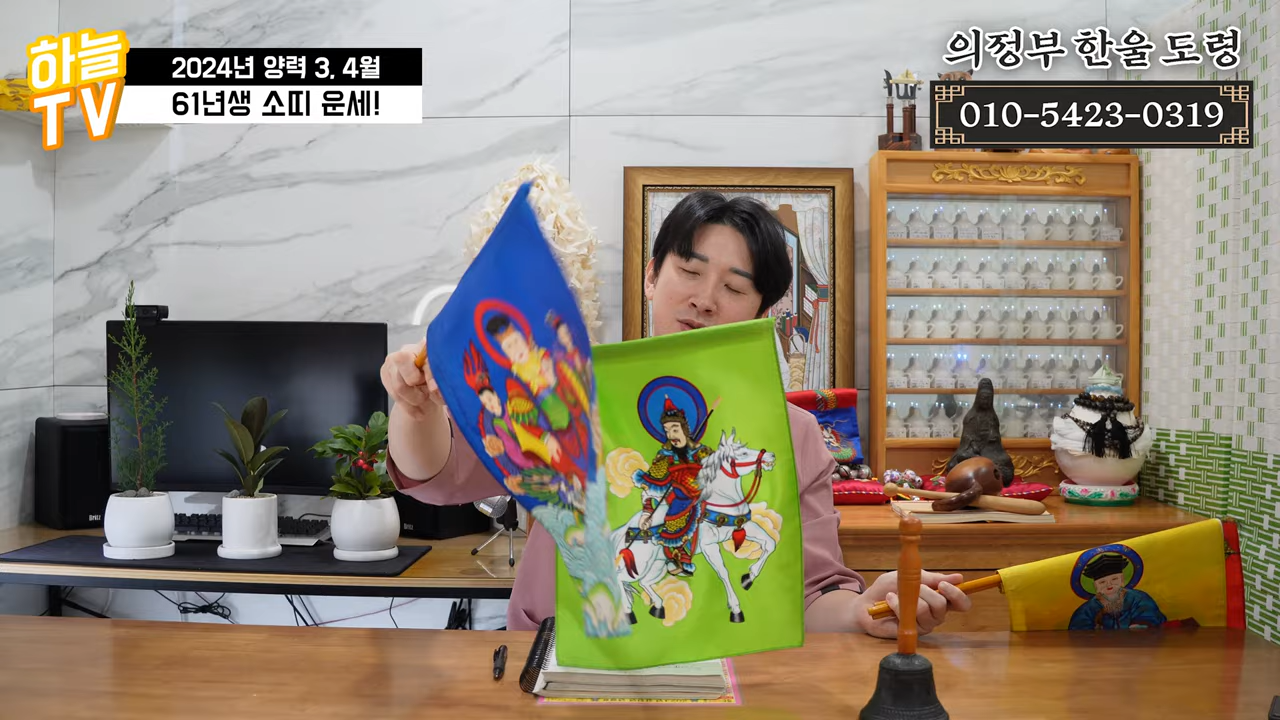 하늘
TV
2024년 양력 3, 4월
61년생 소띠 운세!
의정부 한울 도령
010-5423-0319